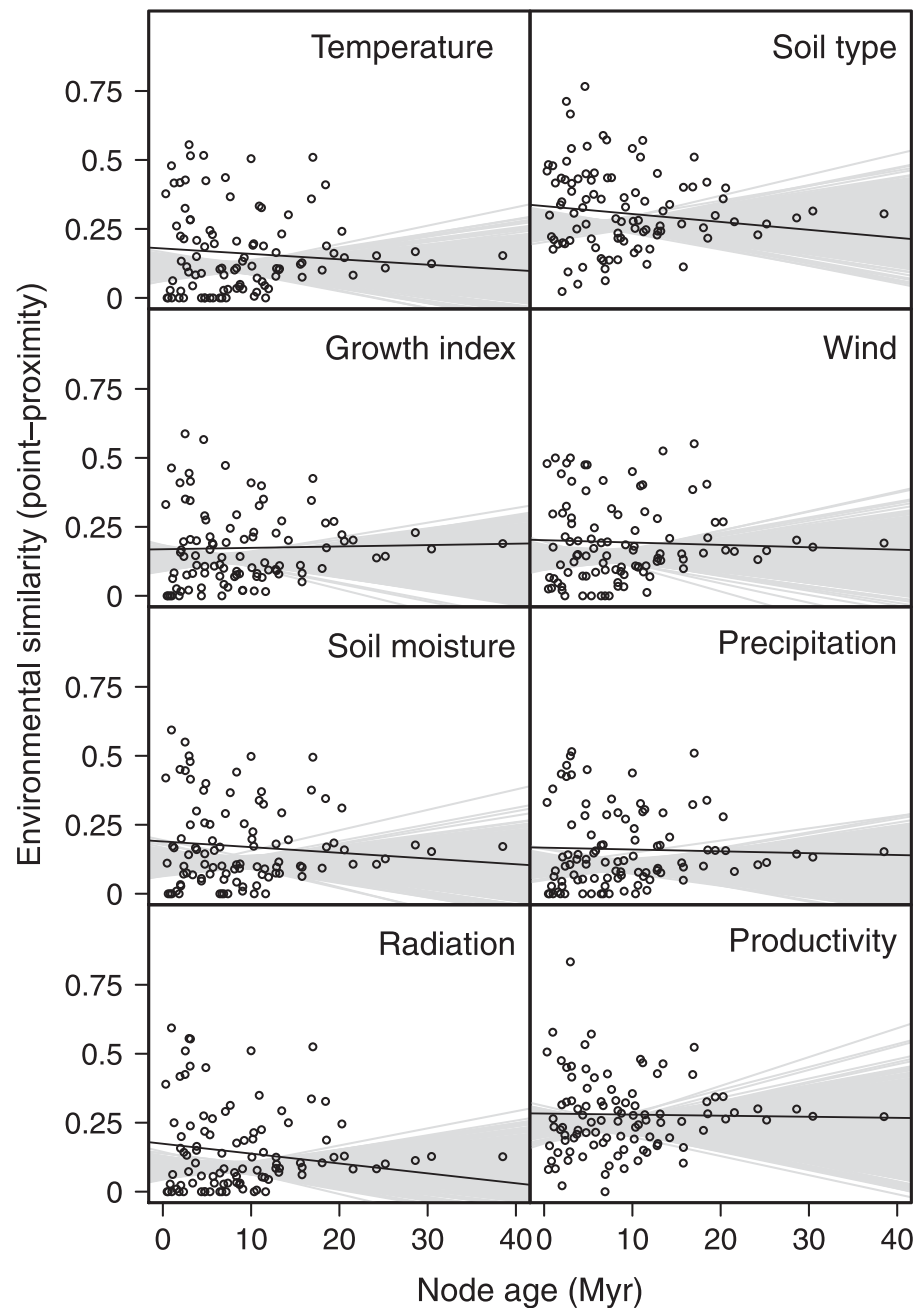 Temperature
Soil type
0.75
0.5
0.25
0
Growth index
Wind
0.75
0.5
0.25
0
Soil moisture
Precipitation
0.75
0.5
0.25
0
Radiation
Productivity
0.75
0.5
0.25
0
0 10 20 30 40 0 10 20 30 40
Node age (Myr)
Environmental similarity (point–proximity)